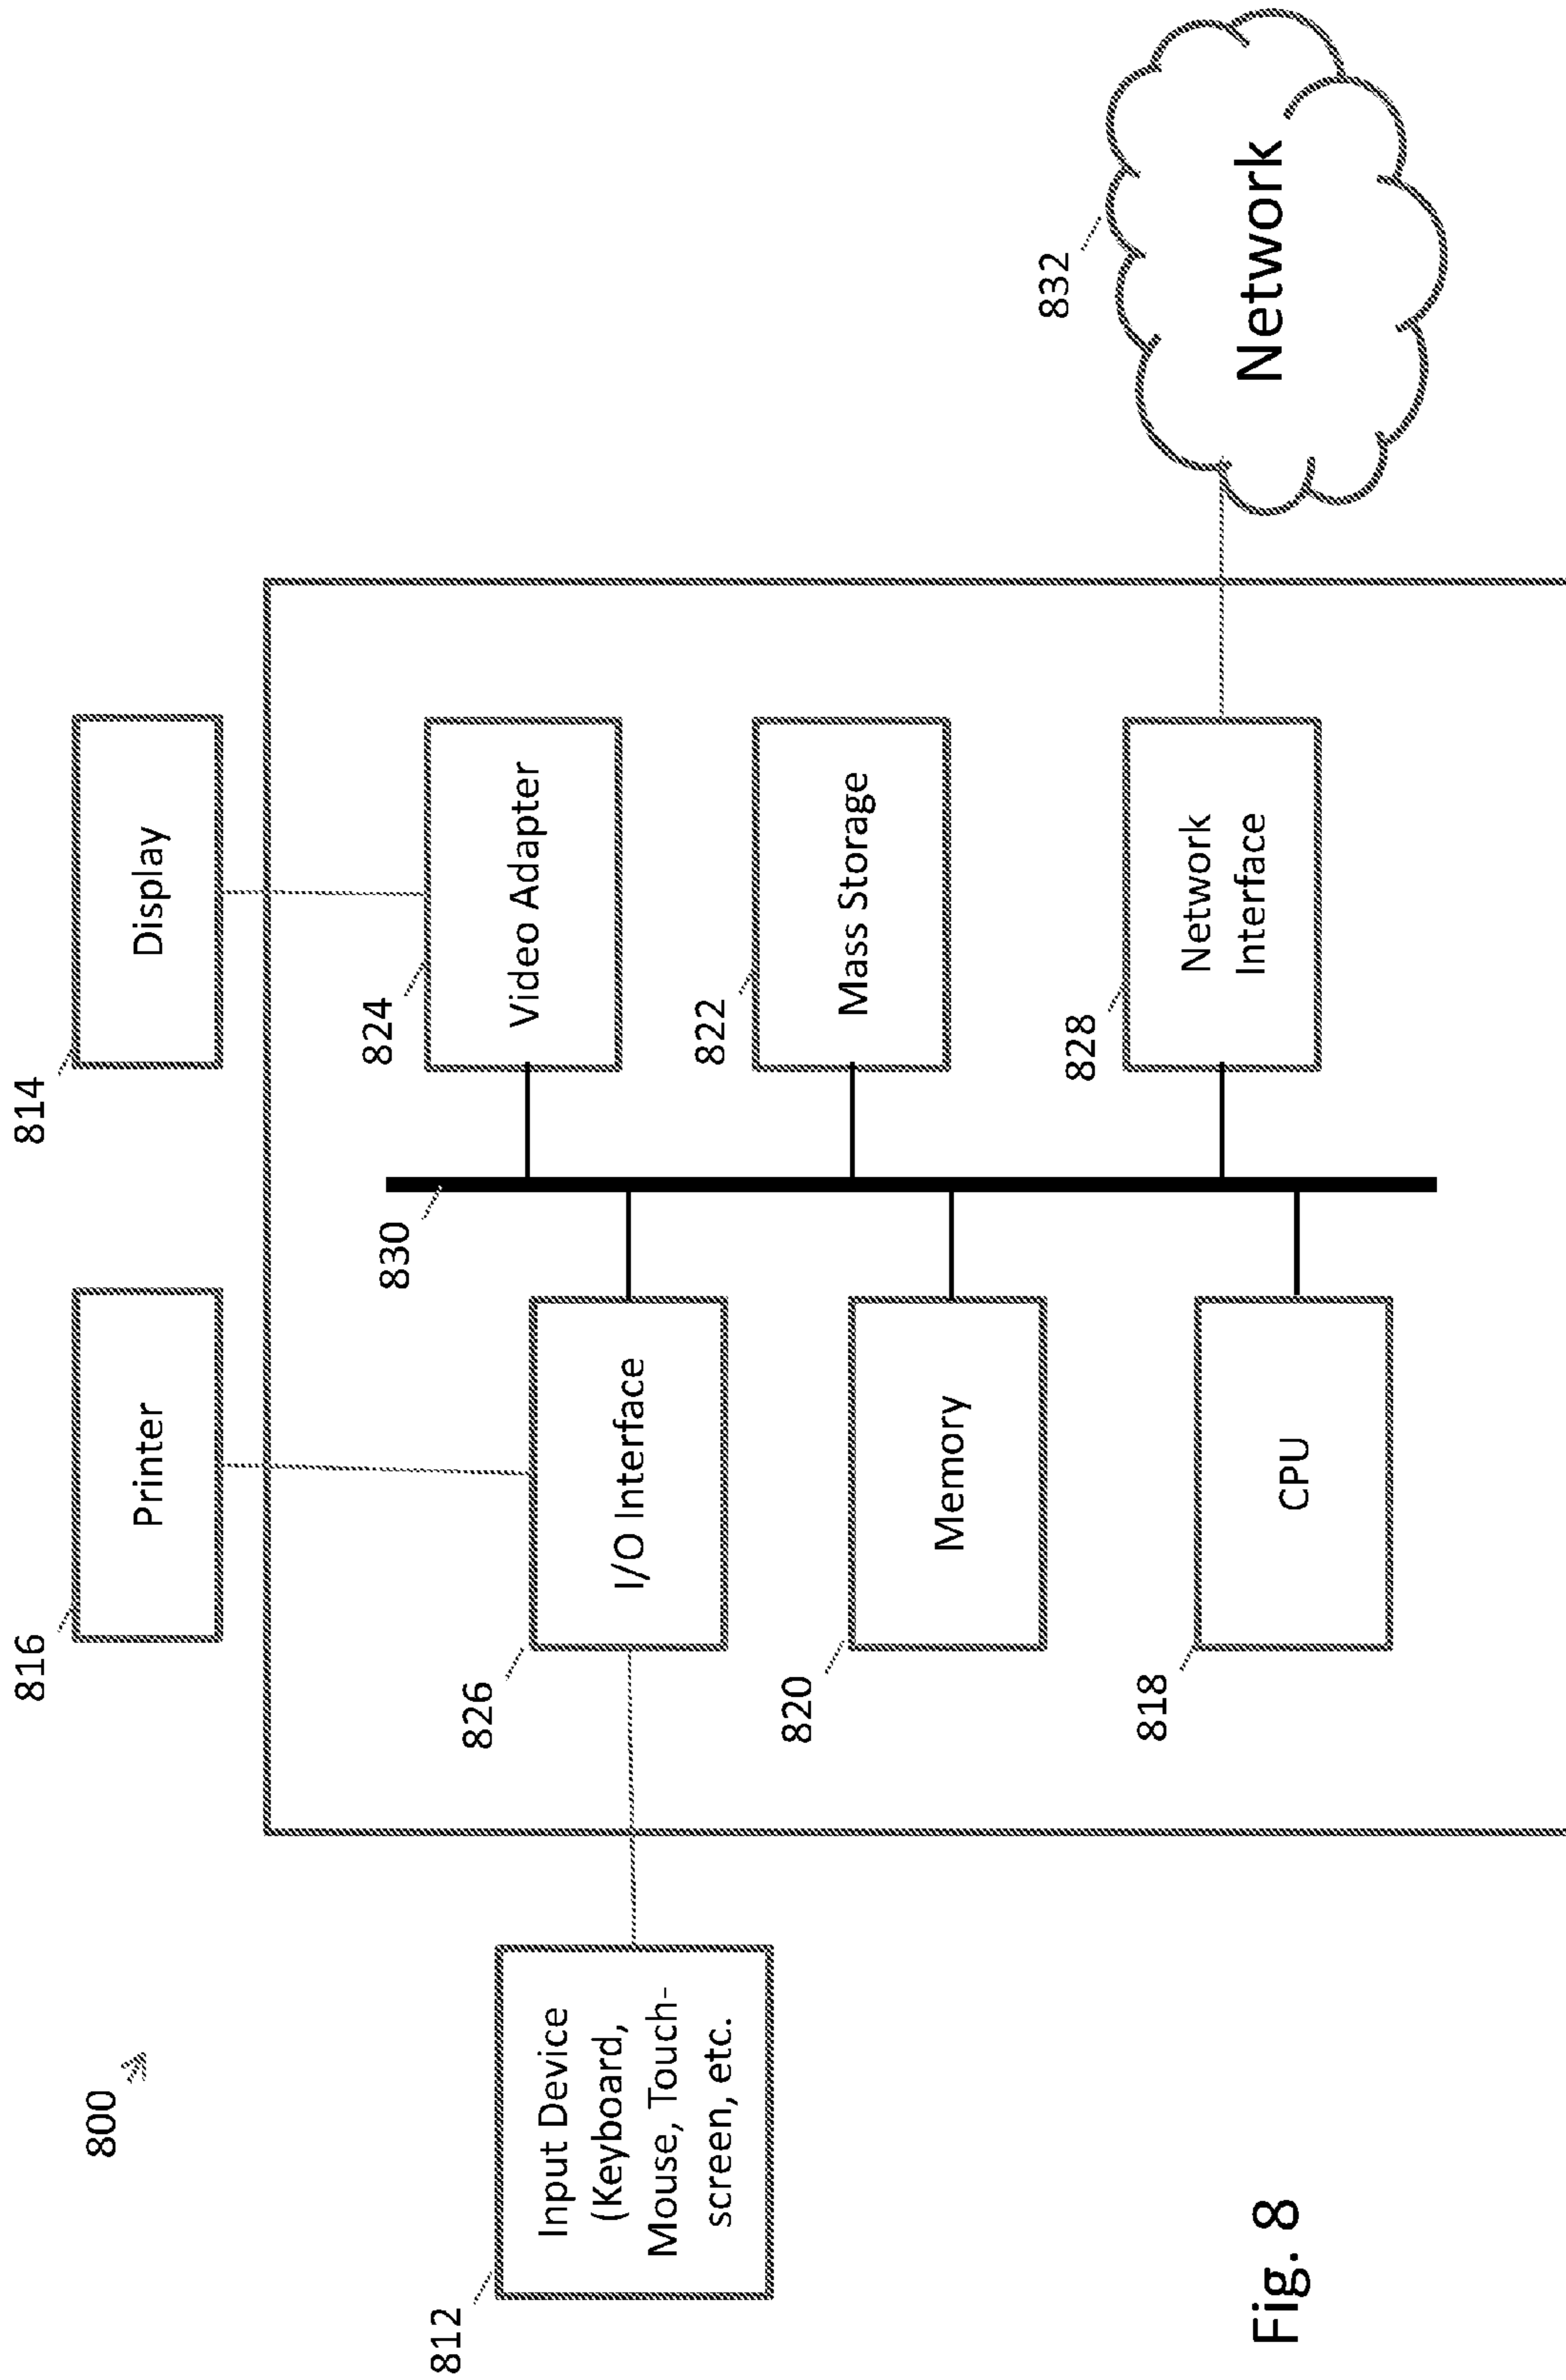 800
816
Printer
814
Display
832
Network
812
Input Device
(Keyboard,
Mouse, Touch-
screen, etc.
826
I/O Interface
830
824
Video Adapter
820
Memory
822
Mass Storage
818
CPU
828
Network
Interface
Fig. 8